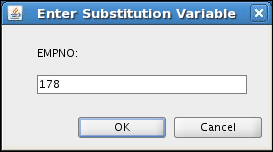 Enter Substitution Variable
EMPNO:
178
OK
Cancel